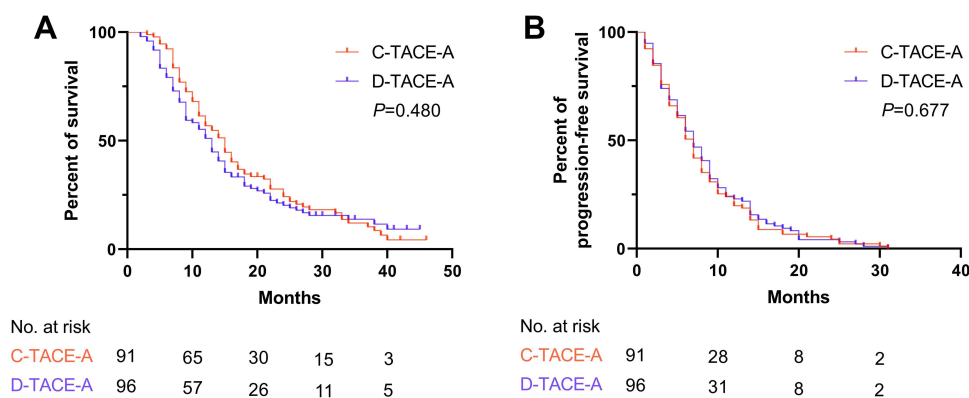 A
100
50
0
Percent of survival
C-TACE-A
D-TACE-A
P=0.480
0 10 20 30 40 50
Months
No. at risk
C-TACE-A 91 65 30 15 3
D-TACE-A 96 57 26 11 5
B
100
50
0
Percent of
progression-free survival
C-TACE-A
D-TACE-A
P=0.677
0 10 20 30 40
Months
No. at risk
C-TACE-A 91 28 8 2
D-TACE-A 96 31 8 2